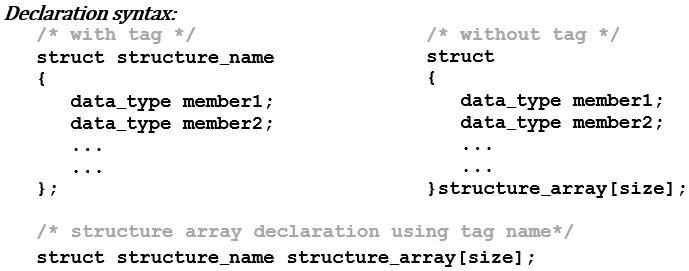 Declaration syntax:
/* with tag */
struct structure_name
{
data_type member1;
data_type member2;
...
...
};
/* without tag */
struct
{
data_type member1;
data_type member2;
...
...
}structure_array[size];
/* structure array declaration using tag name*/
struct structure_name structure_array[size];